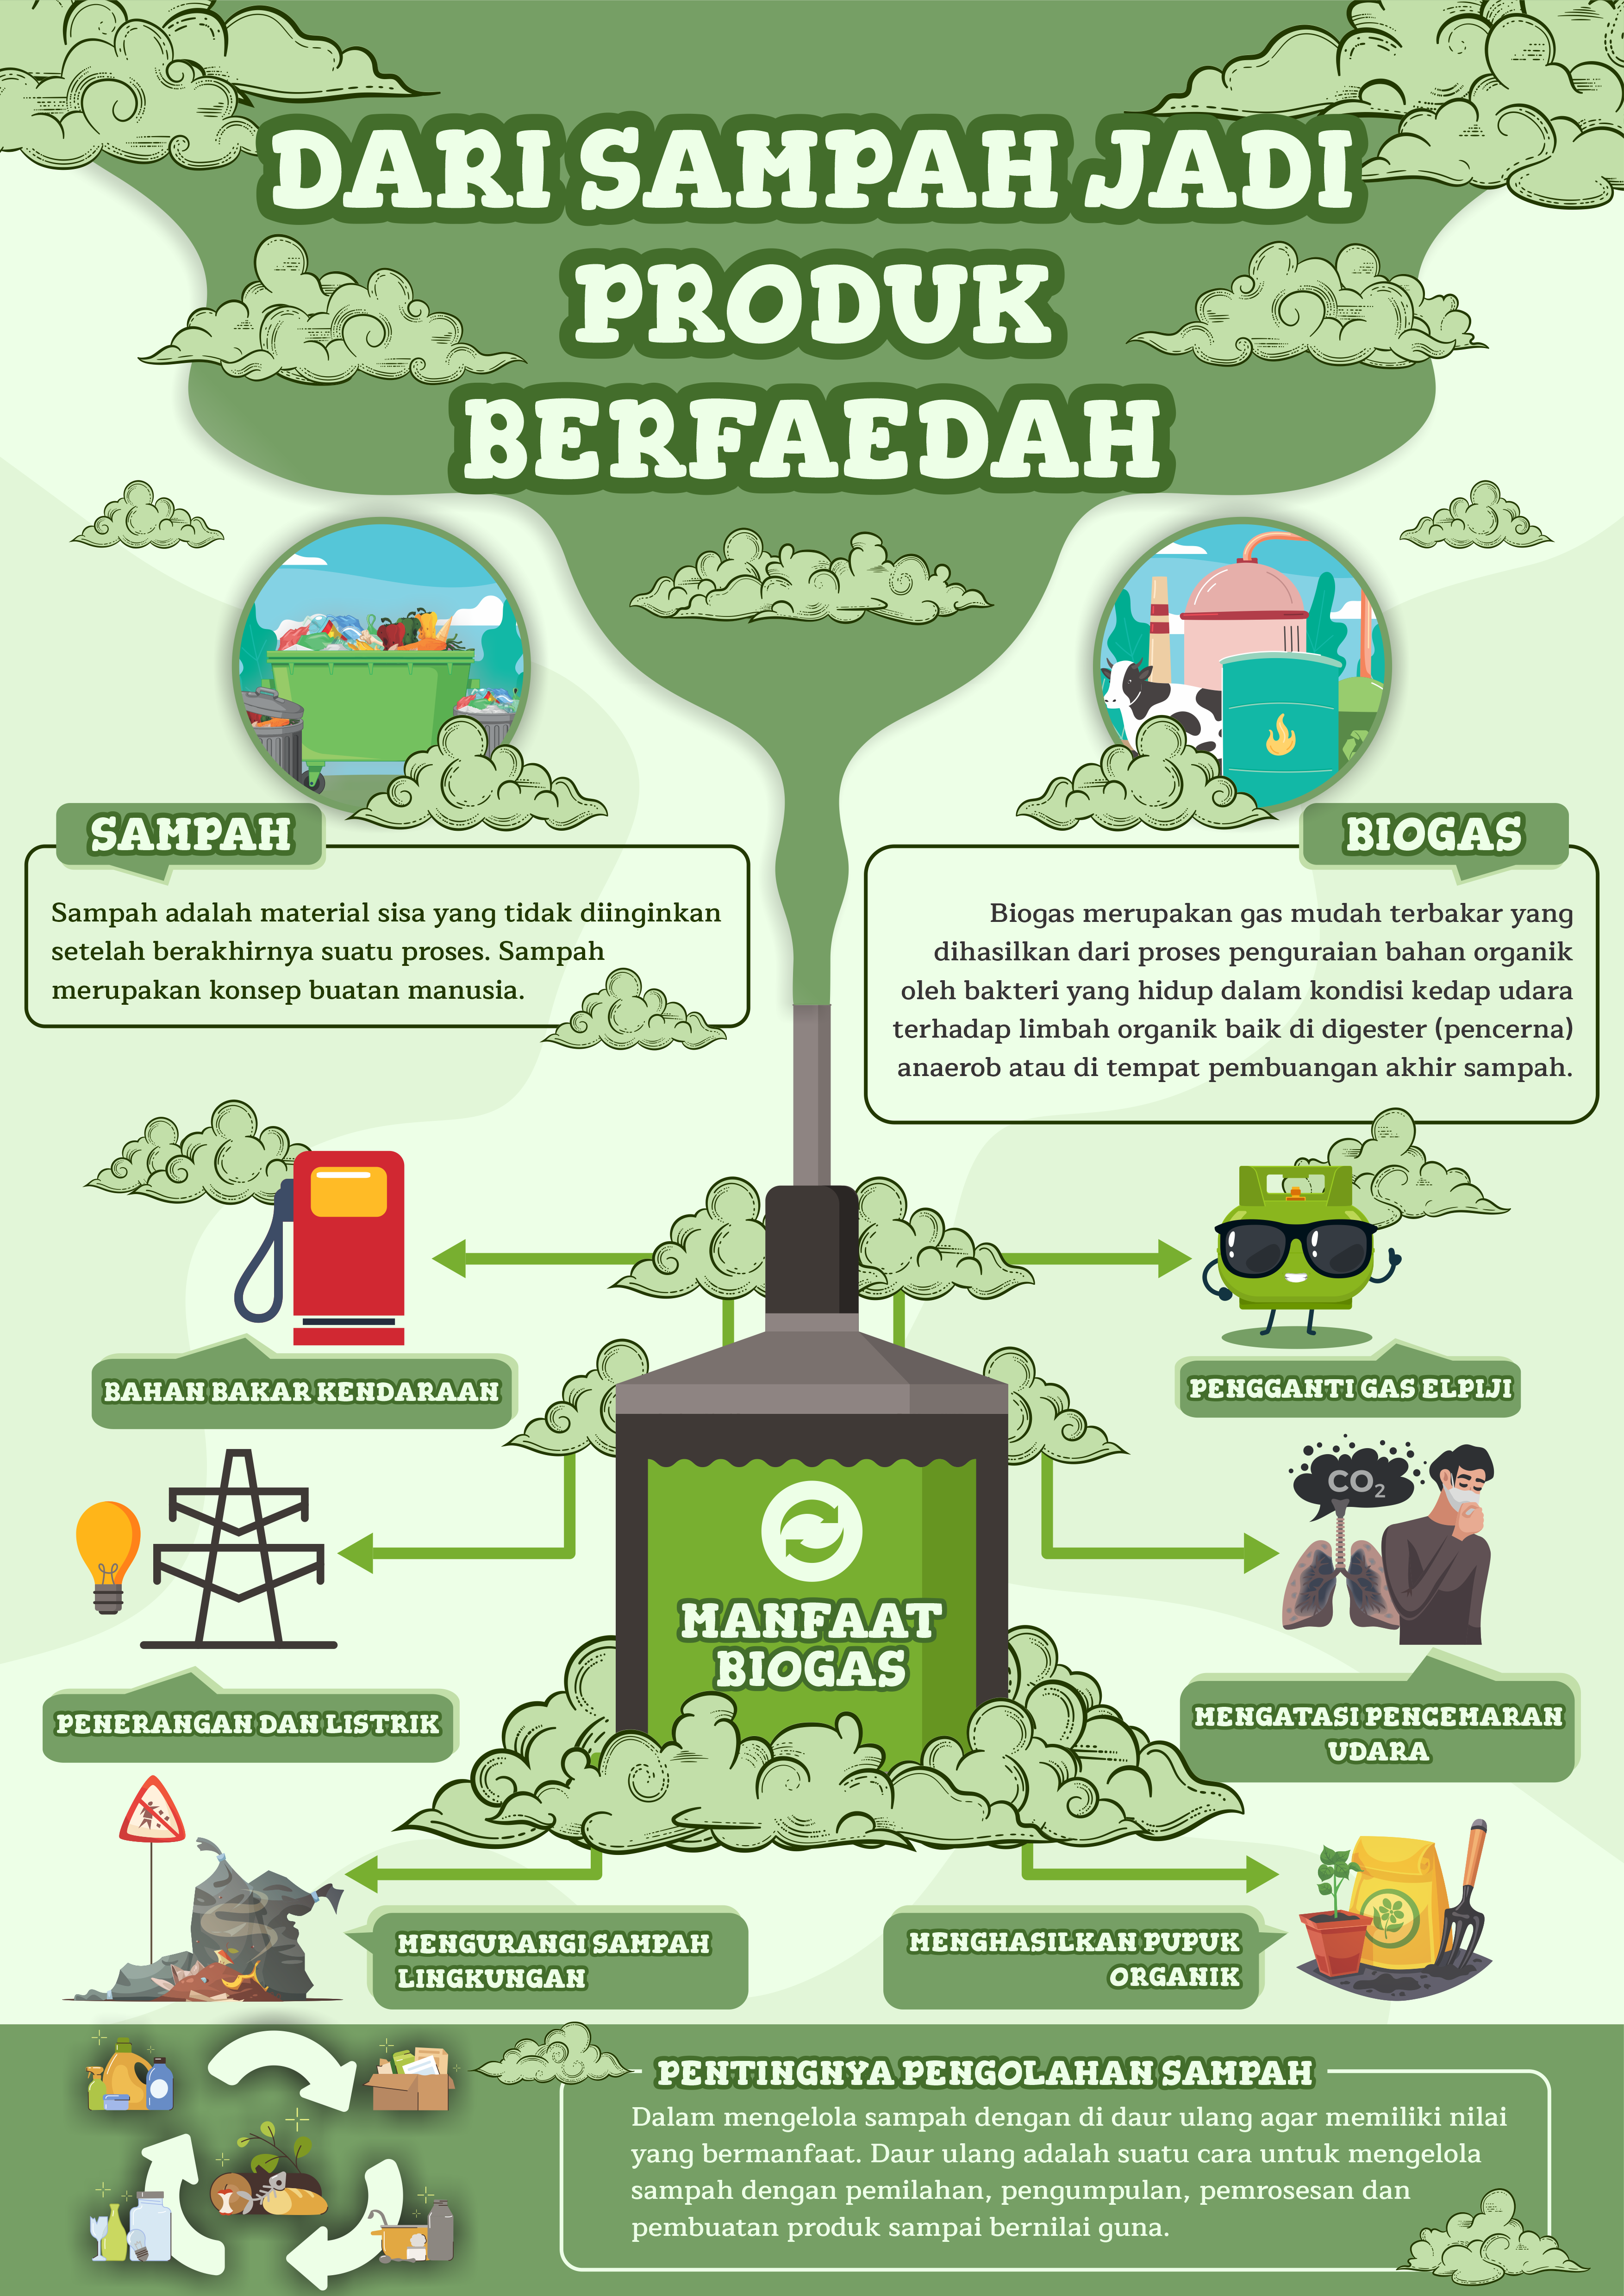 DARI SAMPAH JADI
PRODUK
BERFAEDAH
SAMPAH
Sampah adalah material sisa yang tidak diinginkan
setelah berakhirnya suatu proses. Sampah
merupakan konsep buatan manusia.
BIOGAS
Biogas merupakan gas mudah terbakar yang
dihasilkan dari proses penguraian bahan organik
oleh bakteri yang hidup dalam kondisi kedap udara
terhadap limbah organik baik di digester (pencerna)
anaerob atau di tempat pembuangan akhir sampah.
BAHAN BAKAR KENDARAAN
PENGGANTI GAS ELPIJI
CO2
MANFAAT
BIOGAS
PENERANGAN DAN LISTRIK
MENGATASI PENCEMARAN
UDARA
MENGURANGI SAMPAH
LINGKUNGAN
MENGHASILKAN PUPUK
ORGANIK
PENTINGNYA PENGOLAHAN SAMPAH
Dalam mengelola sampah dengan di daur ulang agar memiliki nilai
yang bermanfaat. Daur ulang adalah suatu cara untuk mengelola
sampah dengan pemilahan, pengumpulan, pemrosesan dan
pembuatan produk sampai bernilai guna.